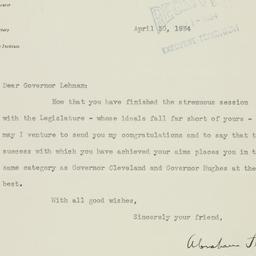 April 30, 1934
Dear Governor Lehman:
Now that you have finished the strenuous session
with the Legislature - whose ideals fall far short of yours -
may I venture to send you my congratulations and to say that t
success with which you have achieved your aims places you in t
same category as Governor Cleveland and Governor Hughes at the
best.
With all good wishes,
Sincerely your friend,
Abraham